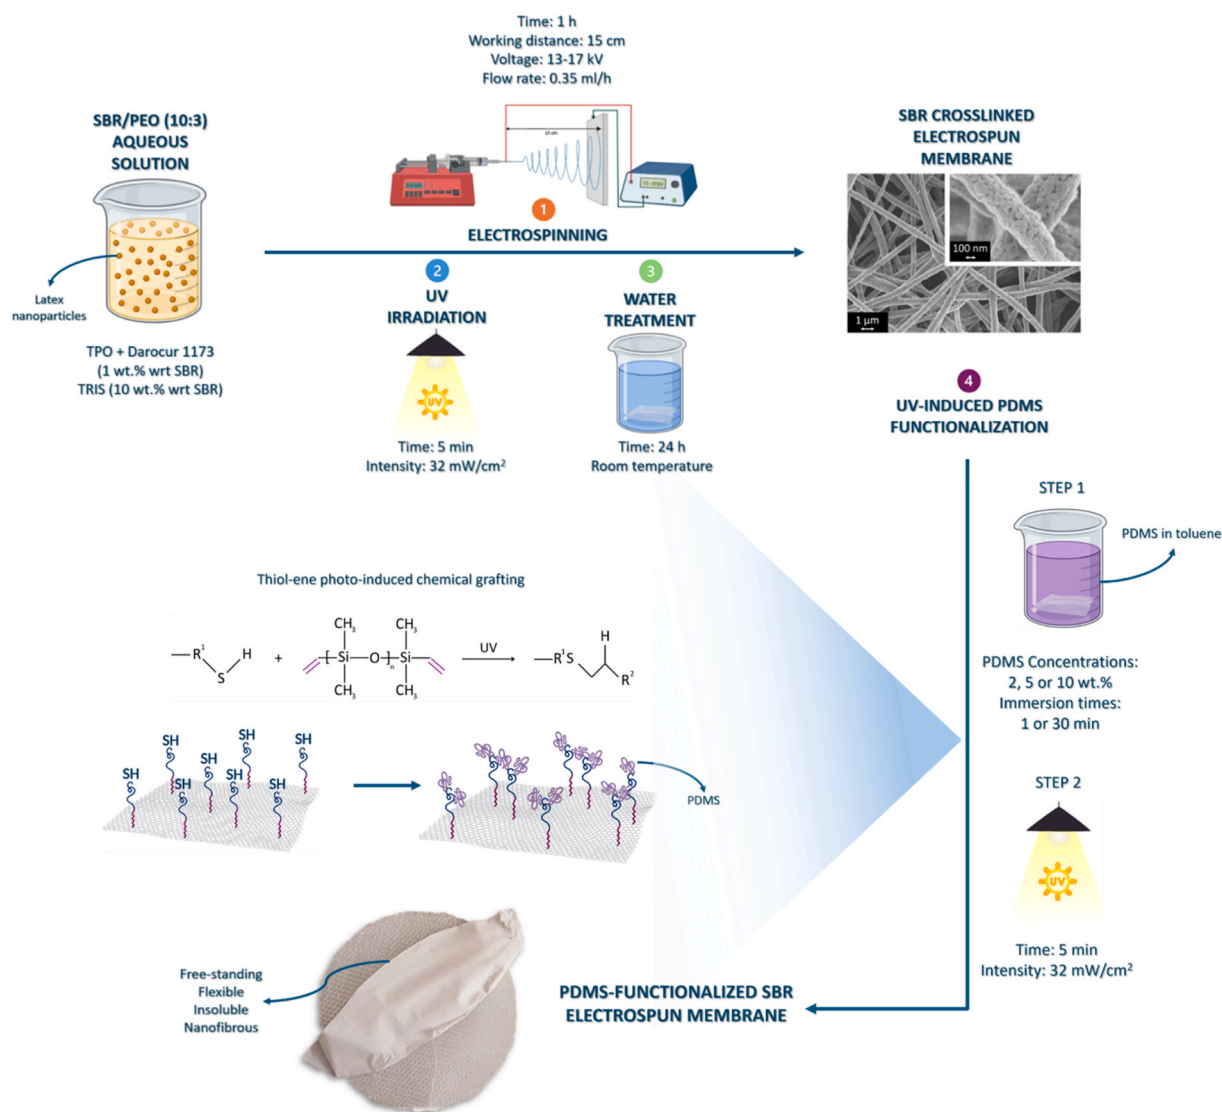 Time: 1 h
Working distance: 15 cm
Voltage: 13-17 kV
Flow rate: 0.35 ml/h
SBR/PEO (10:3)
AQUEOUS
SOLUTION
Latex
nanoparticles
TPO + Darocur 1173
(1 wt.% wrt SBR)
TRIS (10 wt.% wrt SBR)
15 cm
1
ELECTROSPINNING
2
UV
IRRADIATION
UV
Time: 5 min
Intensity: 32 mW/cm²
3
WATER
TREATMENT
Time: 24 h
Room temperature
SBR CROSSLINKED
ELECTROSPUN
MEMBRANE
100 nm
1 µm
4
UV-INDUCED PDMS
FUNCTIONALIZATION
STEP 1
PDMS in toluene
PDMS Concentrations:
2, 5 or 10 wt.%
Immersion times:
1 or 30 min
STEP 2
UV
Time: 5 min
Intensity: 32 mW/cm²
Thiol-ene photo-induced chemical grafting
CH₃ CH₃
R¹ H + Si O Si UV R¹S H
S n R²
CH₃ CH₃
SH SH SH SH
SH SH SH SH
PDMS
Free-standing
Flexible
Insoluble
Nanofibrous
PDMS-FUNCTIONALIZED SBR
ELECTROSPUN MEMBRANE